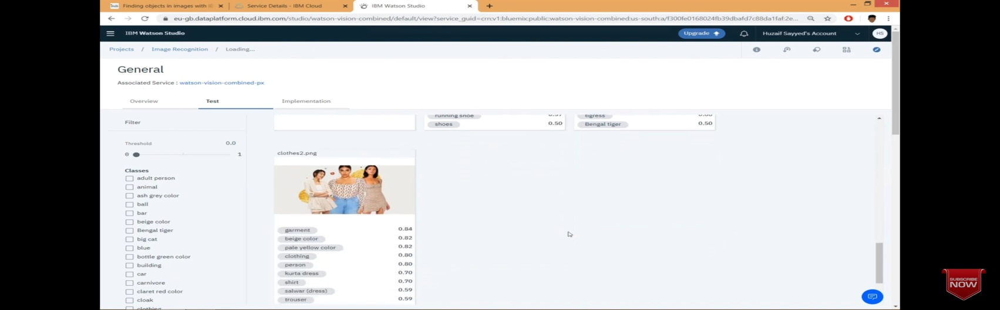 Finding objects in images with IB
Service Details - IBM Cloud
IBM Watson Studio
eu-gb.dataplatform.cloud.ibm.com/studio/watson-vision-combined/default/view?service_guid=crn:v1:bluemix:public:watson-vision-combined:us-south:a/f300fe0168024fb39dbafd7c88da1faf:2e...
IBM Watson Studio
Upgrade
Huzaif Sayyed's Account
HS
Projects / Image Recognition / Loading...
General
Associated Service : watson-vision-combined-px
Overview
Test
Implementation
Filter
running shoe
tigress
shoes 0.50
Bengal tiger 0.50
Threshold 0.0
1
clothes2.png
Classes
adult person
animal
ash grey color
ball
bar
beige color
Bengal tiger
big cat
blue
bottle green color
building
car
carnivore
claret red color
cloak
clothing
garment 0.84
beige color 0.82
pale yellow color 0.82
clothing 0.80
person 0.80
kurta dress 0.70
shirt 0.70
salwar (dress) 0.59
trouser 0.59
SUBSCRIBE
NOW